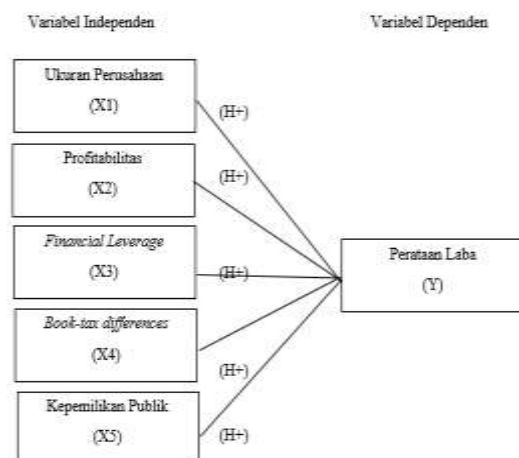 Variabel Independen
Variabel Dependen
Ukuran Perusahaan
(X1)
(H+)
Profitabilitas
(X2)
(H+)
Financial Leverage
(X3)
(H+)
Perataan Laba
(Y)
Book-tax differences
(X4)
(H+)
Kepemilikan Publik
(X5)
(H+)